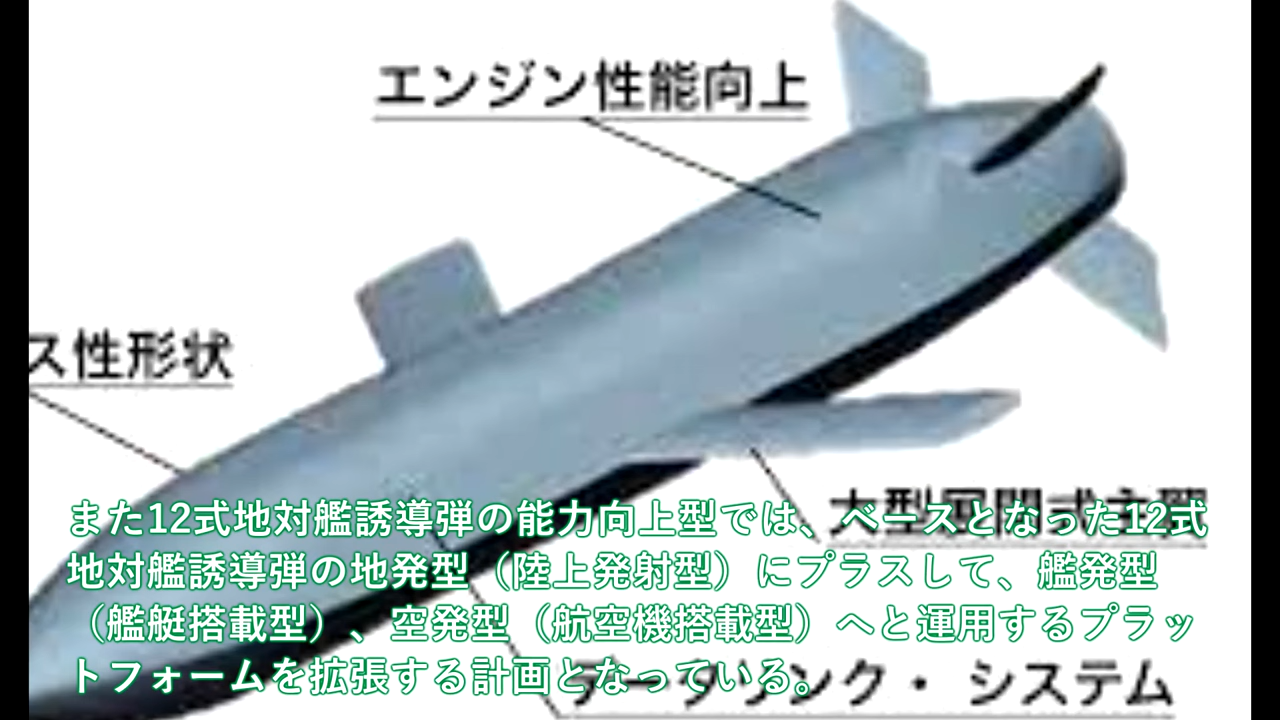 エンジン性能向上
ス性形状
大型展開式主翼
また12式地対艦誘導弾の能力向上型では、ベースとなった12式
地対艦誘導弾の地発型（陸上発射型）にプラスして、艦発型
（艦艇搭載型）、空発型（航空機搭載型）へと運用するプラッ
トフォームを拡張する計画となっている。
データリンク・システム